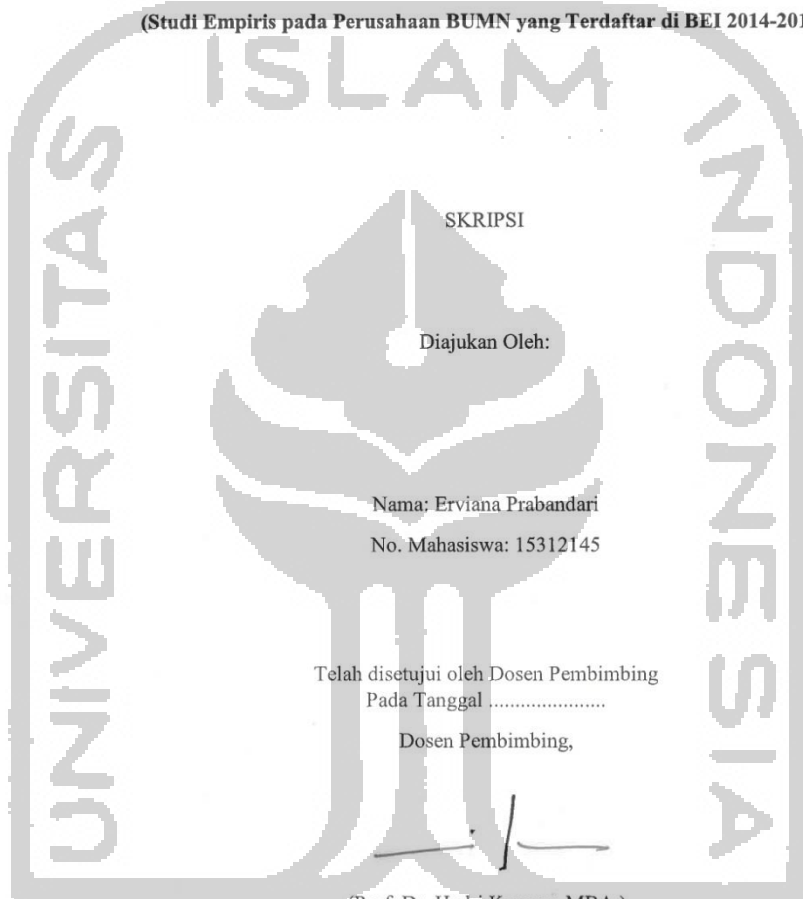 (Studi Empiris pada Perusahaan BUMN yang Terdaftar di BEI 2014-201
ISLAM
UNIVERSITAS
INDONESIA
SKRIPSI
Diajukan Oleh:
Nama: Erviana Prabandari
No. Mahasiswa: 15312145
Telah disetujui oleh Dosen Pembimbing
Pada Tanggal ......................
Dosen Pembimbing,